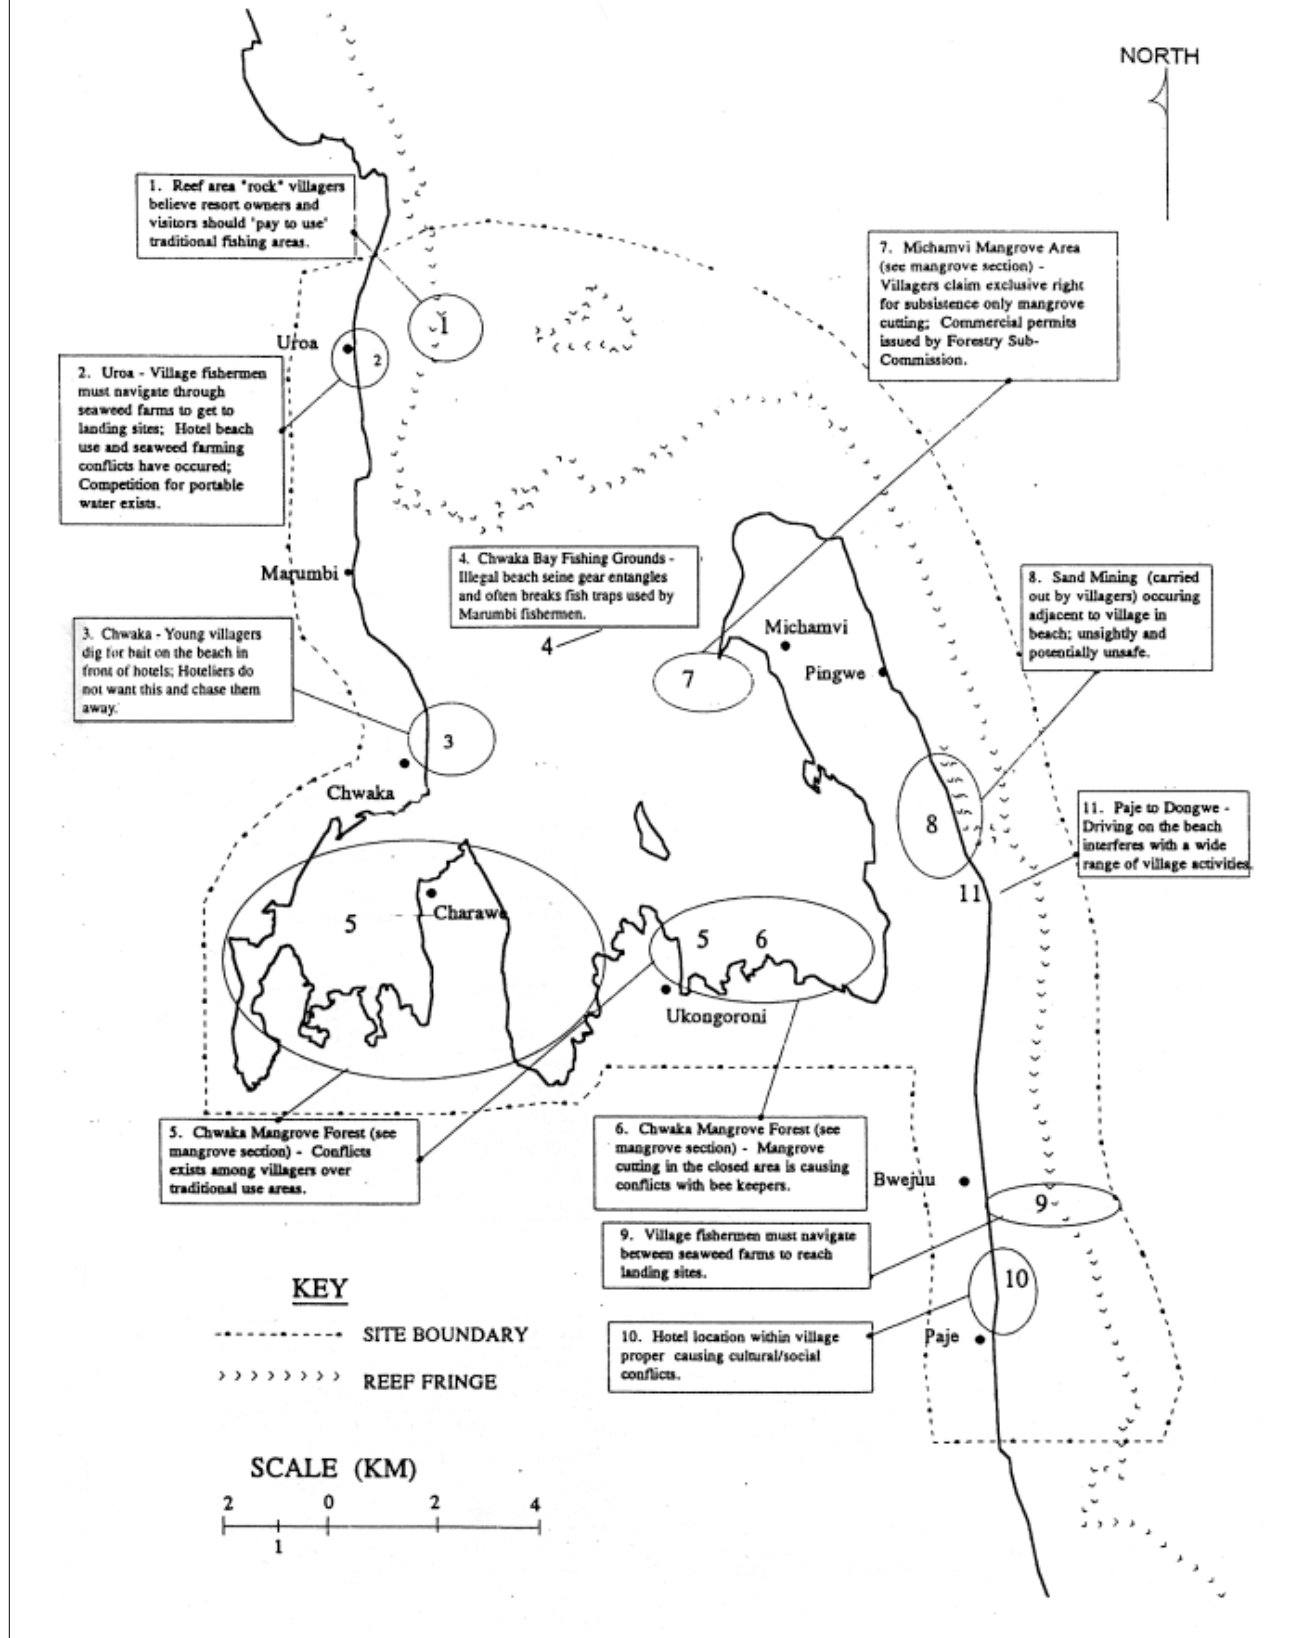 NORTH
1. Reef area "rock" villagers
believe resort owners and
visitors should 'pay to use'
traditional fishing areas.
1
7. Michamvi Mangrove Area
(see mangrove section) -
Villagers claim exclusive right
for subsistence only mangrove
cutting; Commercial permits
issued by Forestry Sub-
Commission.
Uroa
2
2. Uroa - Village fishermen
must navigate through
seaweed farms to get to
landing sites; Hotel beach
use and seaweed farming
conflicts have occured;
Competition for portable
water exists.
Marumbi
4. Chwaka Bay Fishing Grounds -
Illegal beach seine gear entangles
and often breaks fish traps used by
Marumbi fishermen.
4
8. Sand Mining (carried
out by villagers) occuring
adjacent to village in
beach; unsightly and
potentially unsafe.
3. Chwaka - Young villagers
dig for bait on the beach in
front of hotels; Hoteliers do
not want this and chase them
away.
Michamvi
Pingwe
7
3
Chwaka
8
11. Paje to Dongwe -
Driving on the beach
interferes with a wide
range of village activities.
11
Charawe
5
5 6
Ukongoroni
5. Chwaka Mangrove Forest (see
mangrove section) - Conflicts
exists among villagers over
traditional use areas.
6. Chwaka Mangrove Forest (see
mangrove section) - Mangrove
cutting in the closed area is causing
conflicts with bee keepers.
Bwejuu
9
9. Village fishermen must navigate
between seaweed farms to reach
landing sites.
10
10. Hotel location within village
proper causing cultural/social
conflicts.
Paje
KEY
SITE BOUNDARY
REEF FRINGE
SCALE (KM)
2 0 2 4
1